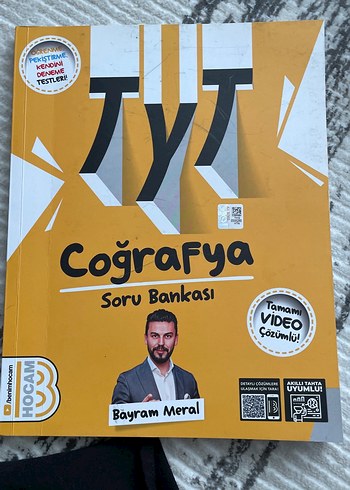 ÖĞRENME
PEKİŞTİRME
KENDİNİ
DENEME
TESTLERİ!
TYT
Coğrafya
Soru Bankası
Tamamı
VİDEO
Çözümlü!
Bayram Meral
/benimhocam
HOCAM
DETAYLI ÇÖZÜMLERE
ULAŞMAK İÇİN TARA!
AKILLI TAHTA
UYUMLU!